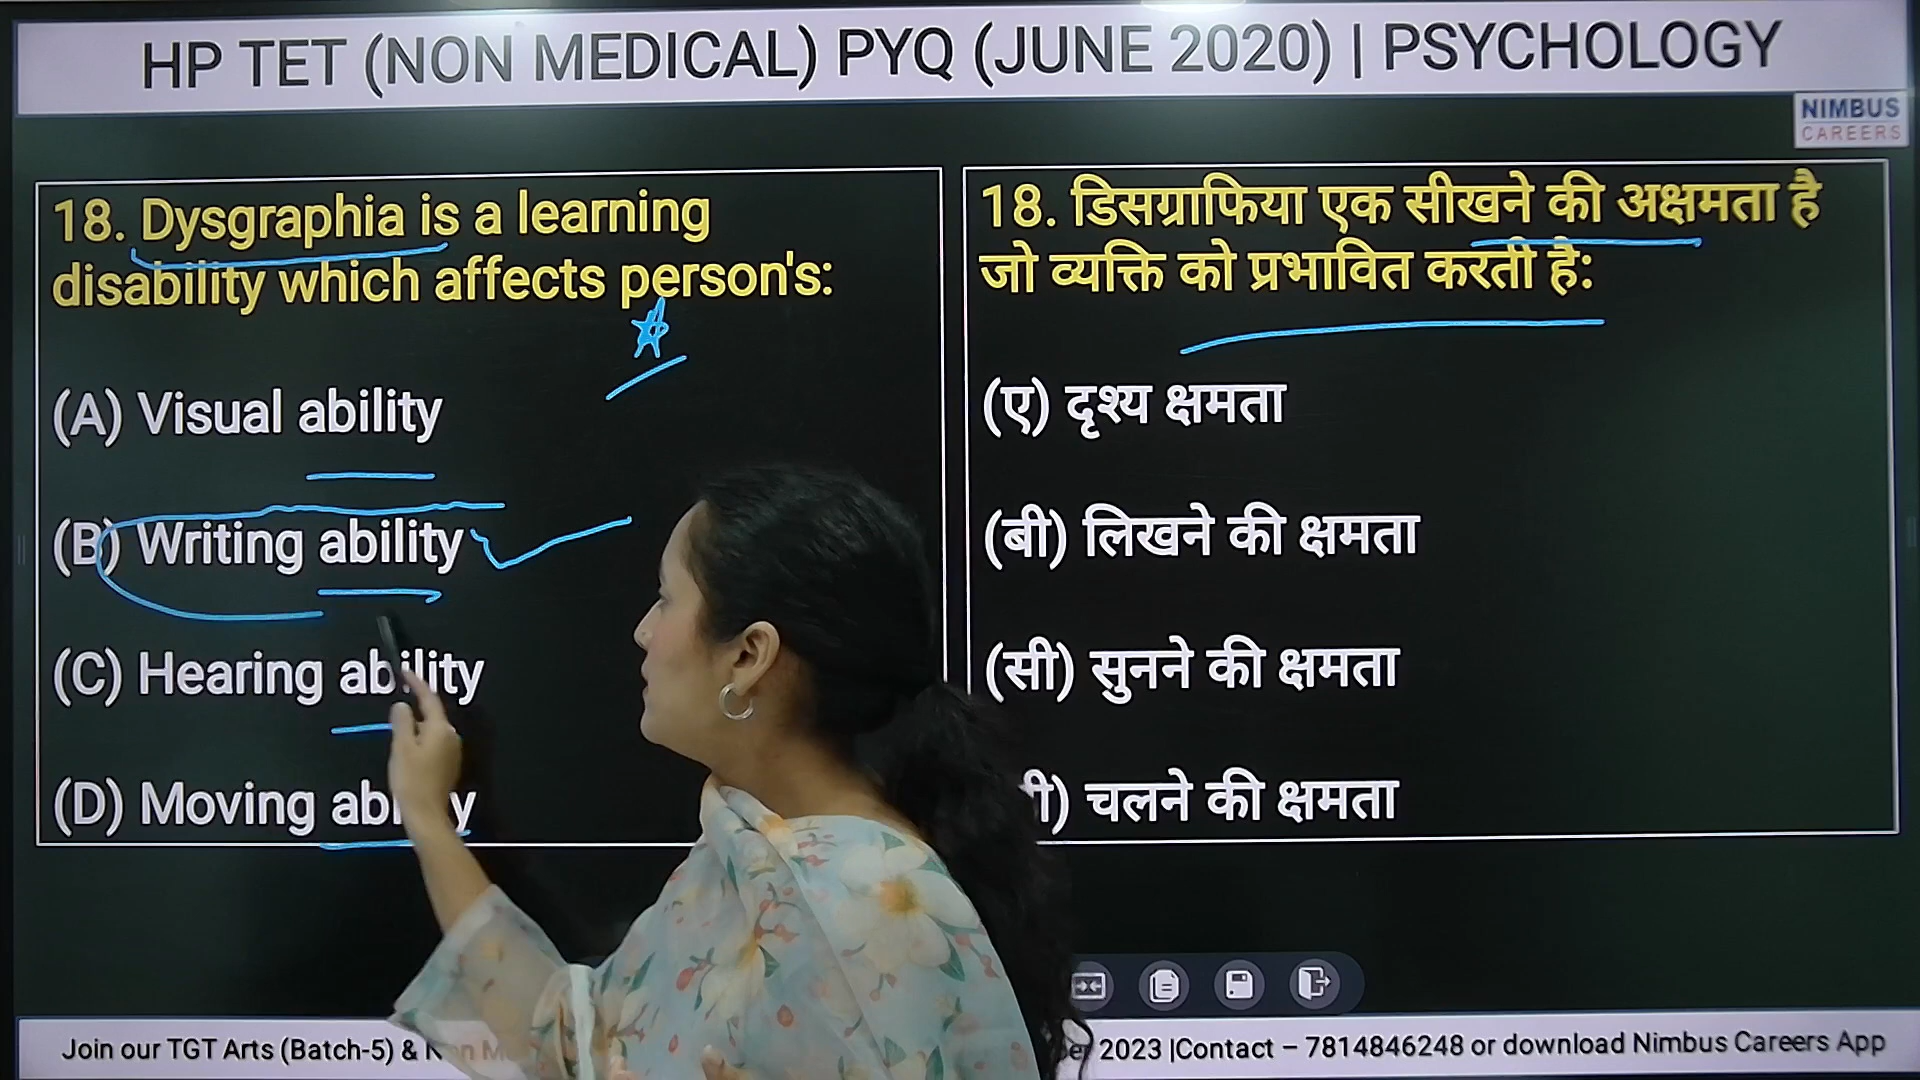 HP TET (NON MEDICAL) PYQ (JUNE 2020) | PSYCHOLOGY
NIMBUS
CAREERS
18. Dysgraphia is a learning
disability which affects person's:
(A) Visual ability
(B) Writing ability
(C) Hearing ability
(D) Moving ability
18. डिसग्राफिया एक सीखने की अक्षमता है
जो व्यक्ति को प्रभावित करती है:
(ए) दृश्य क्षमता
(बी) लिखने की क्षमता
(सी) सुनने की क्षमता
चलने की क्षमता
Join our TGT Arts (Batch-5) & 2023 |Contact – 7814846248 or download Nimbus Careers App